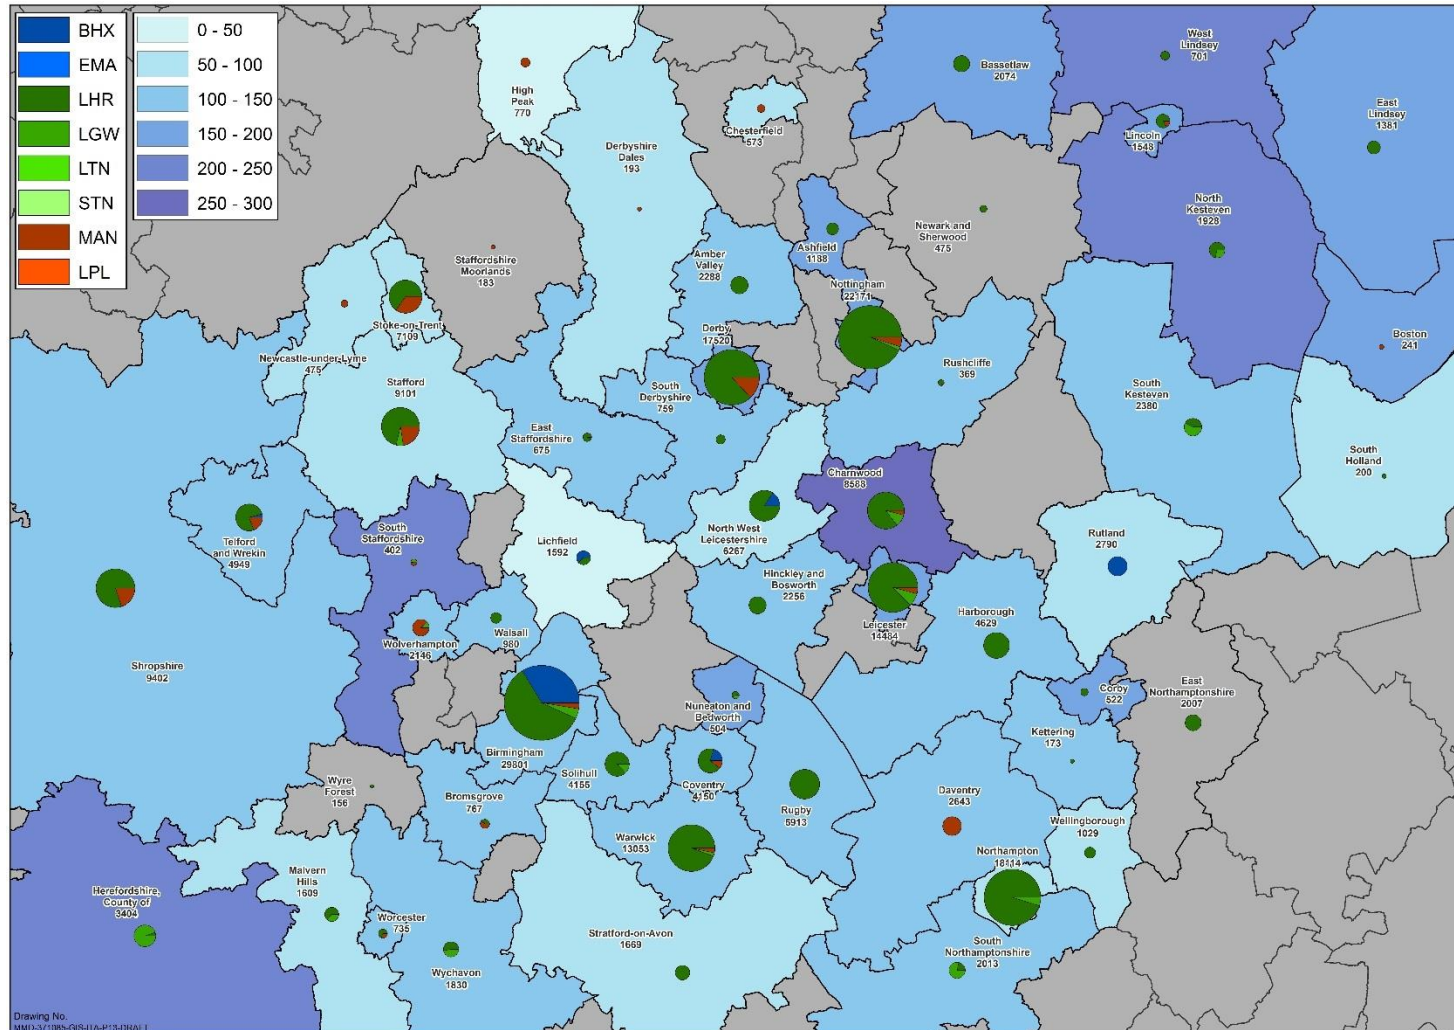 BHX
EMA
LHR
LGW
LTN
STN
MAN
LPL
0 - 50
50 - 100
100 - 150
150 - 200
200 - 250
250 - 300
High
Peak
770
Derbyshire
Dales
193
Chesterfield
573
Bassetlaw
2074
West
Lindsey
701
Lincoln
1548
East
Lindsey
1381
North
Kesteven
1928
Newark and
Sherwood
475
Ashfield
1188
Staffordshire
Moorlands
183
Amber
Valley
2288
Nottingham
22171
Stoke-on-Trent
7109
Newcastle-under-Lyme
475
Derby
17520
Rushcliffe
369
Boston
241
Stafford
9101
South
Derbyshire
759
South
Kesteven
2380
East
Staffordshire
675
South
Holland
200
Charnwood
8588
Telford
and Wrekin
4949
South
Staffordshire
402
Lichfield
1592
North West
Leicestershire
6267
Rutland
2790
Hinckley and
Bosworth
2256
Leicester
14484
Harborough
4629
Shropshire
9402
Wolverhampton
2146
Walsall
980
Nuneaton and
Bedworth
504
Corby
522
East
Northamptonshire
2007
Birmingham
29801
Solihull
4155
Coventry
4150
Kettering
173
Wyre
Forest
156
Bromsgrove
767
Rugby
5913
Daventry
2643
Warwick
13053
Wellingborough
1029
Northampton
18114
Malvern
Hills
1609
Herefordshire,
County of
3404
Worcester
735
Stratford-on-Avon
1669
South
Northamptonshire
2013
Wychavon
1830
Drawing No.
MMD-371085-GIS-ITA-P13-DRAFT